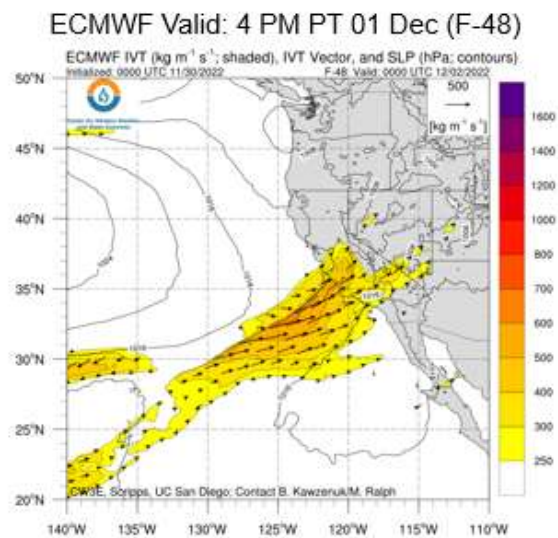 ECMWF Valid: 4 PM PT 01 Dec (F-48)
ECMWF IVT (kg m⁻¹ s⁻¹; shaded), IVT Vector, and SLP (hPa; contours)
Initialized: 0000 UTC 11/30/2022 F-48 Valid: 0000 UTC 12/02/2022
50°N
500
[kg m⁻¹ s⁻¹]
1600
45°N
1400
1200
40°N
1000
800
35°N
700
600
30°N
500
400
25°N
300
250
CW3E, Scripps, UC San Diego; Contact B. Kawzenuk/M. Ralph
20°N
140°W 135°W 130°W 125°W 120°W 115°W 110°W